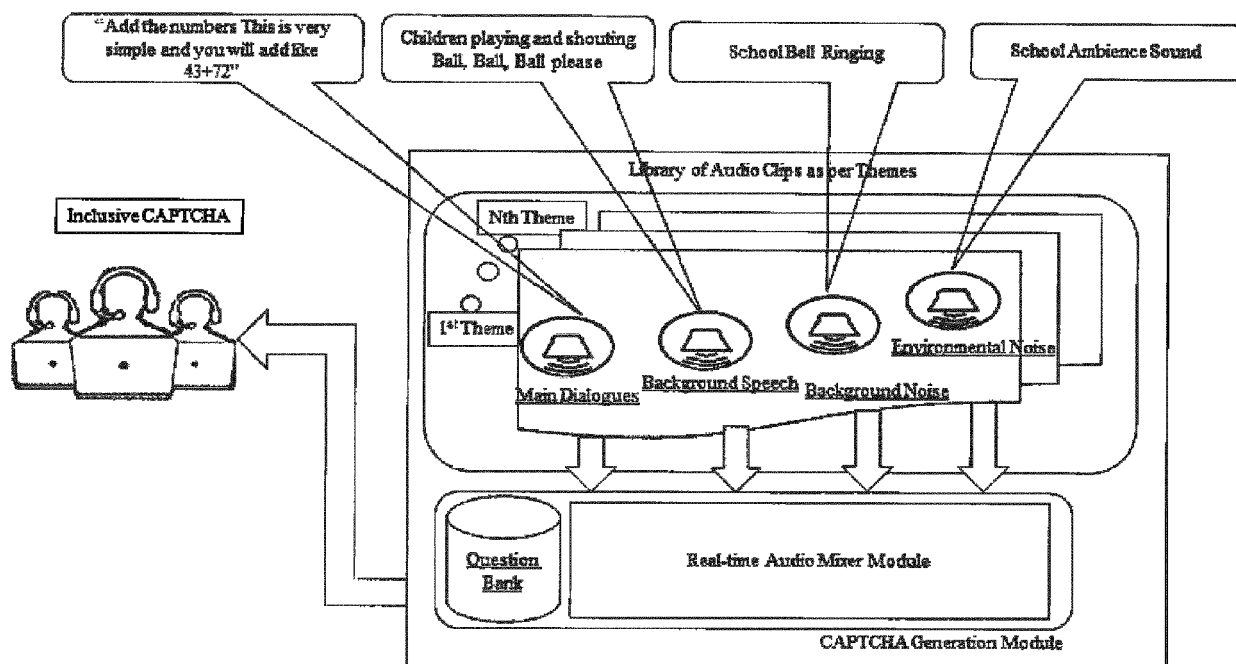 “Add the numbers This is very
simple and you will add like
43+72”
Children playing and shouting
Ball, Ball, Ball please
School Bell Ringing
School Ambience Sound
Library of Audio Clips as per Themes
Inclusive CAPTCHA
Nth Theme
1st Theme
Environmental Noise
Background Speech
Background Noise
Main Dialogues
Question
Bank
Real-time Audio Mixer Module
CAPTCHA Generation Module